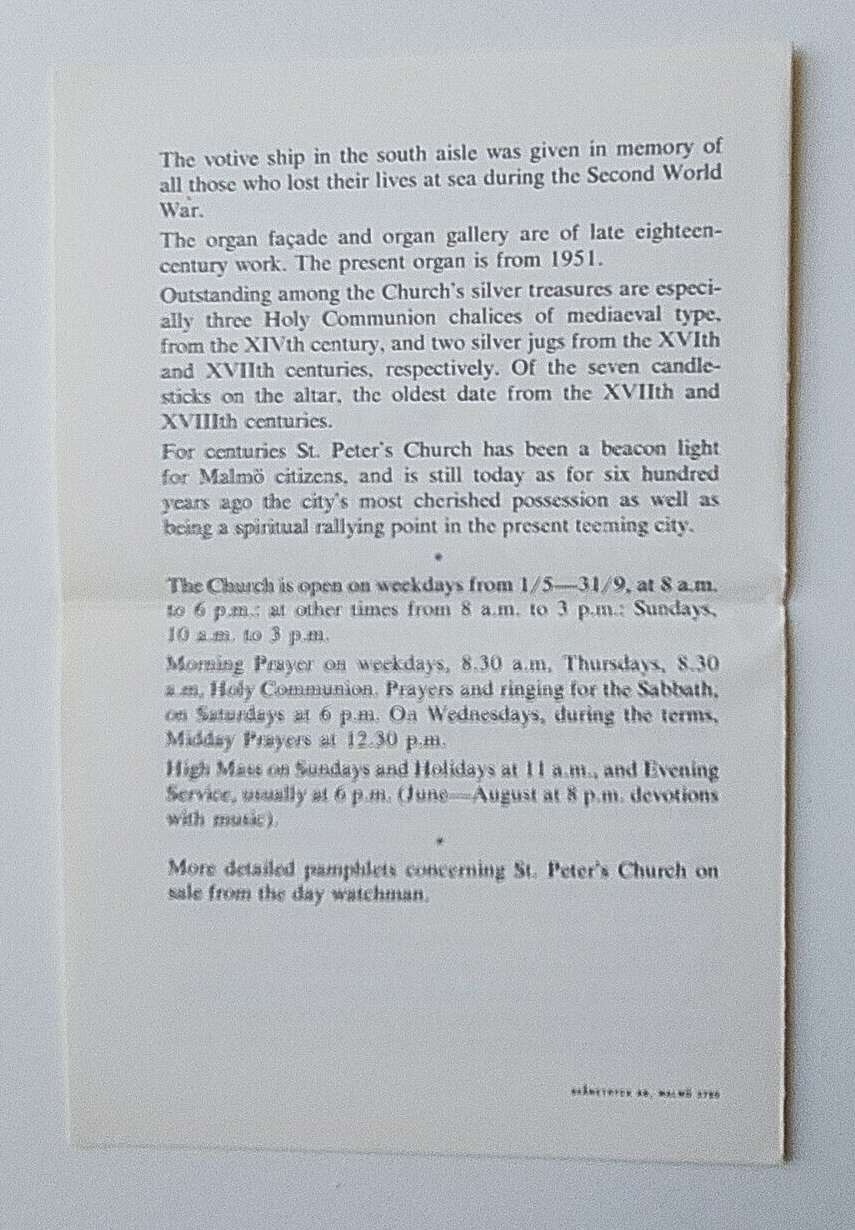 The votive ship in the south aisle was given in memory of
all those who lost their lives at sea during the Second World
War.
The organ façade and organ gallery are of late eighteen-
century work. The present organ is from 1951.
Outstanding among the Church's silver treasures are especi-
ally three Holy Communion chalices of mediaeval type,
from the XIVth century, and two silver jugs from the XVIth
and XVIIth centuries, respectively. Of the seven candle-
sticks on the altar, the oldest date from the XVIIth and
XVIIIth centuries.
For centuries St. Peter's Church has been a beacon light
for Malmö citizens, and is still today as for six hundred
years ago the city's most cherished possession as well as
being a spiritual rallying point in the present teeming city.
*
The Church is open on weekdays from 1/5—31/9, at 8 a.m.
to 6 p.m.: at other times from 8 a.m. to 3 p.m.: Sundays,
10 a.m. to 3 p.m.
Morning Prayer on weekdays, 8.30 a.m, Thursdays, 8.30
a.m, Holy Communion. Prayers and ringing for the Sabbath,
on Saturdays at 6 p.m. On Wednesdays, during the terms,
Midday Prayers at 12.30 p.m.
High Mass on Sundays and Holidays at 11 a.m., and Evening
Service, usually at 6 p.m. (June—August at 8 p.m. devotions
with music).
*
More detailed pamphlets concerning St. Peter's Church on
sale from the day watchman.
AB, MALMÖ